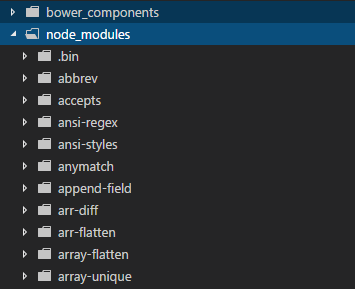 bower_components
node_modules
.bin
abbrev
accepts
ansi-regex
ansi-styles
anymatch
append-field
arr-diff
arr-flatten
array-flatten
array-unique